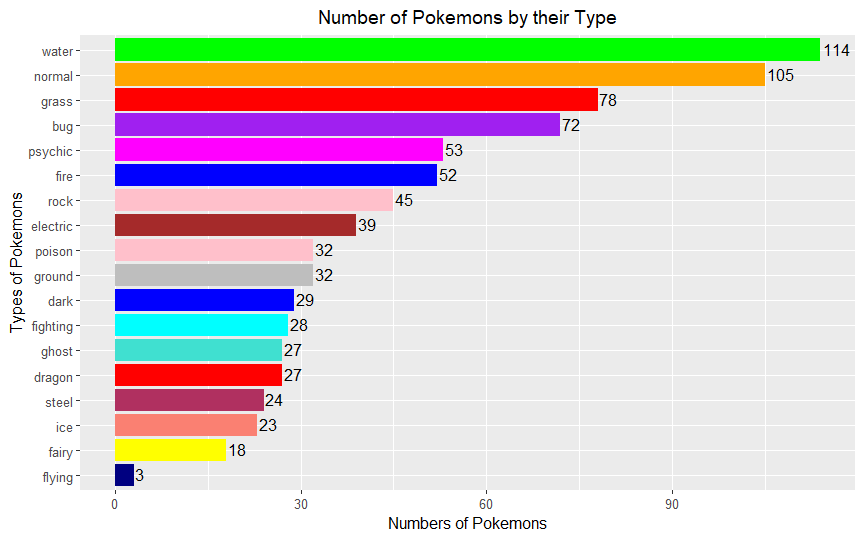 Number of Pokemons by their Type
Types of Pokemons
water 114
normal 105
grass 78
bug 72
psychic 53
fire 52
rock 45
electric 39
poison 32
ground 32
dark 29
fighting 28
ghost 27
dragon 27
steel 24
ice 23
fairy 18
flying 3
0 30 60 90
Numbers of Pokemons